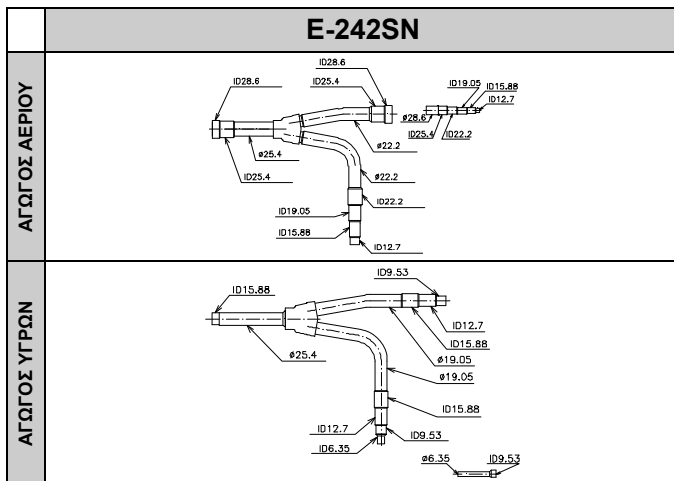 E-242SN
ΑΓΩΓΟΣ ΑΕΡΙΟΥ
ID28.6
ID28.6
ID25.4
ID19.05
ID15.88
ID12.7
ø28.6
ID25.4
ID22.2
ø22.2
ø25.4
ID25.4
ø22.2
ID22.2
ID19.05
ID15.88
ID12.7
ΑΓΩΓΟΣ ΥΓΡΩΝ
ID9.53
ID15.88
ID12.7
ID15.88
ø25.4
ø19.05
ø19.05
ID15.88
ID12.7
ID9.53
ID6.35
ø6.35
ID9.53